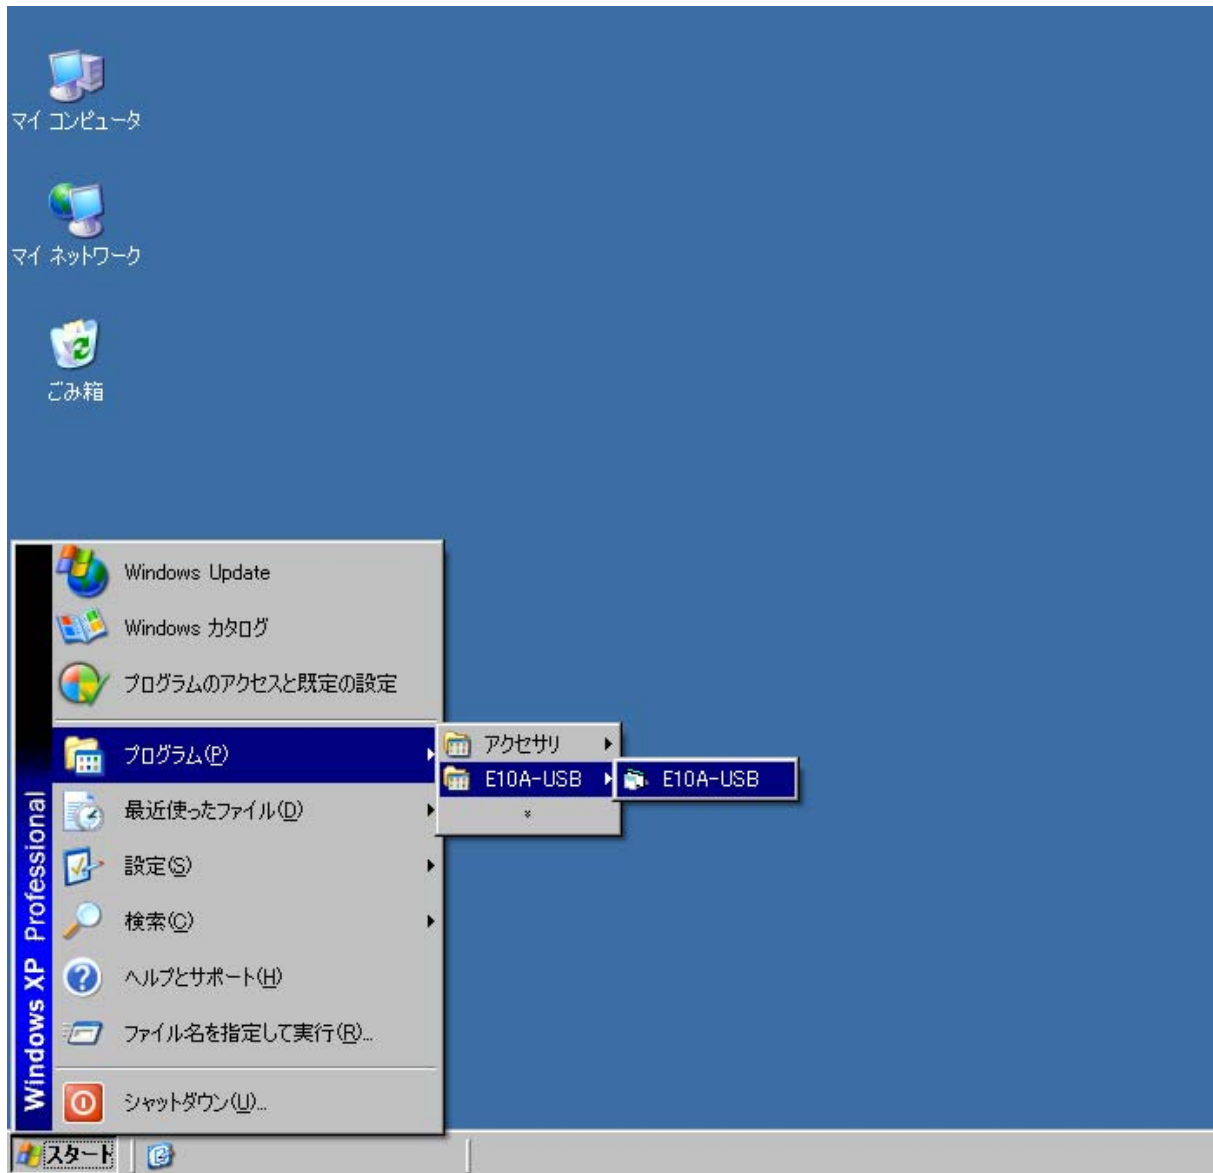 マイ コンピュータ
マイ ネットワーク
ごみ箱
Windows Update
Windows カタログ
プログラムのアクセスと既定の設定
プログラム(P)
アクセサリ
E10A-USB
E10A-USB
最近使ったファイル(D)
設定(S)
検索(C)
ヘルプとサポート(H)
ファイル名を指定して実行(R)...
シャットダウン(U)...
Windows XP Professional
スタート